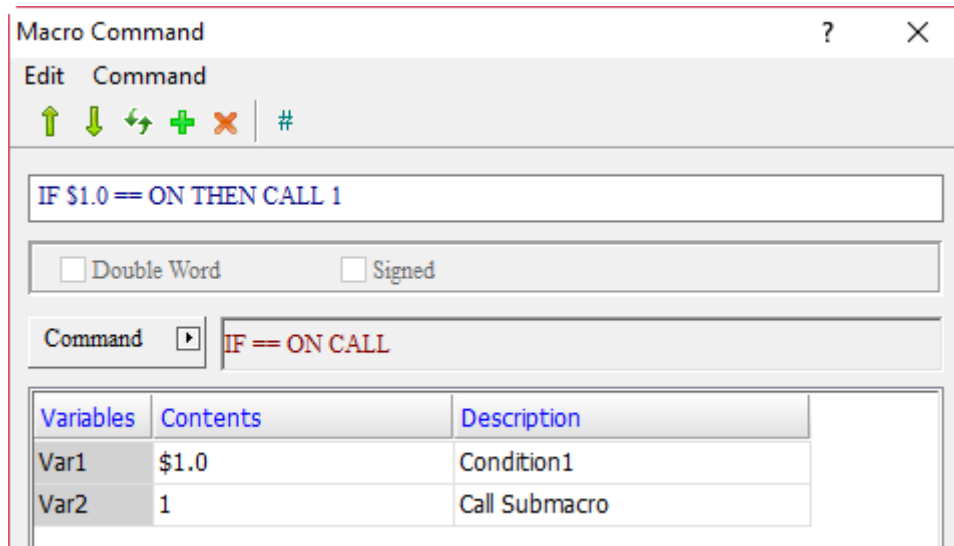 Macro Command ?
Edit Command
#
IF $1.0 == ON THEN CALL 1
Double Word Signed
Command IF == ON CALL
Variables Contents Description
Var1 $1.0 Condition1
Var2 1 Call Submacro